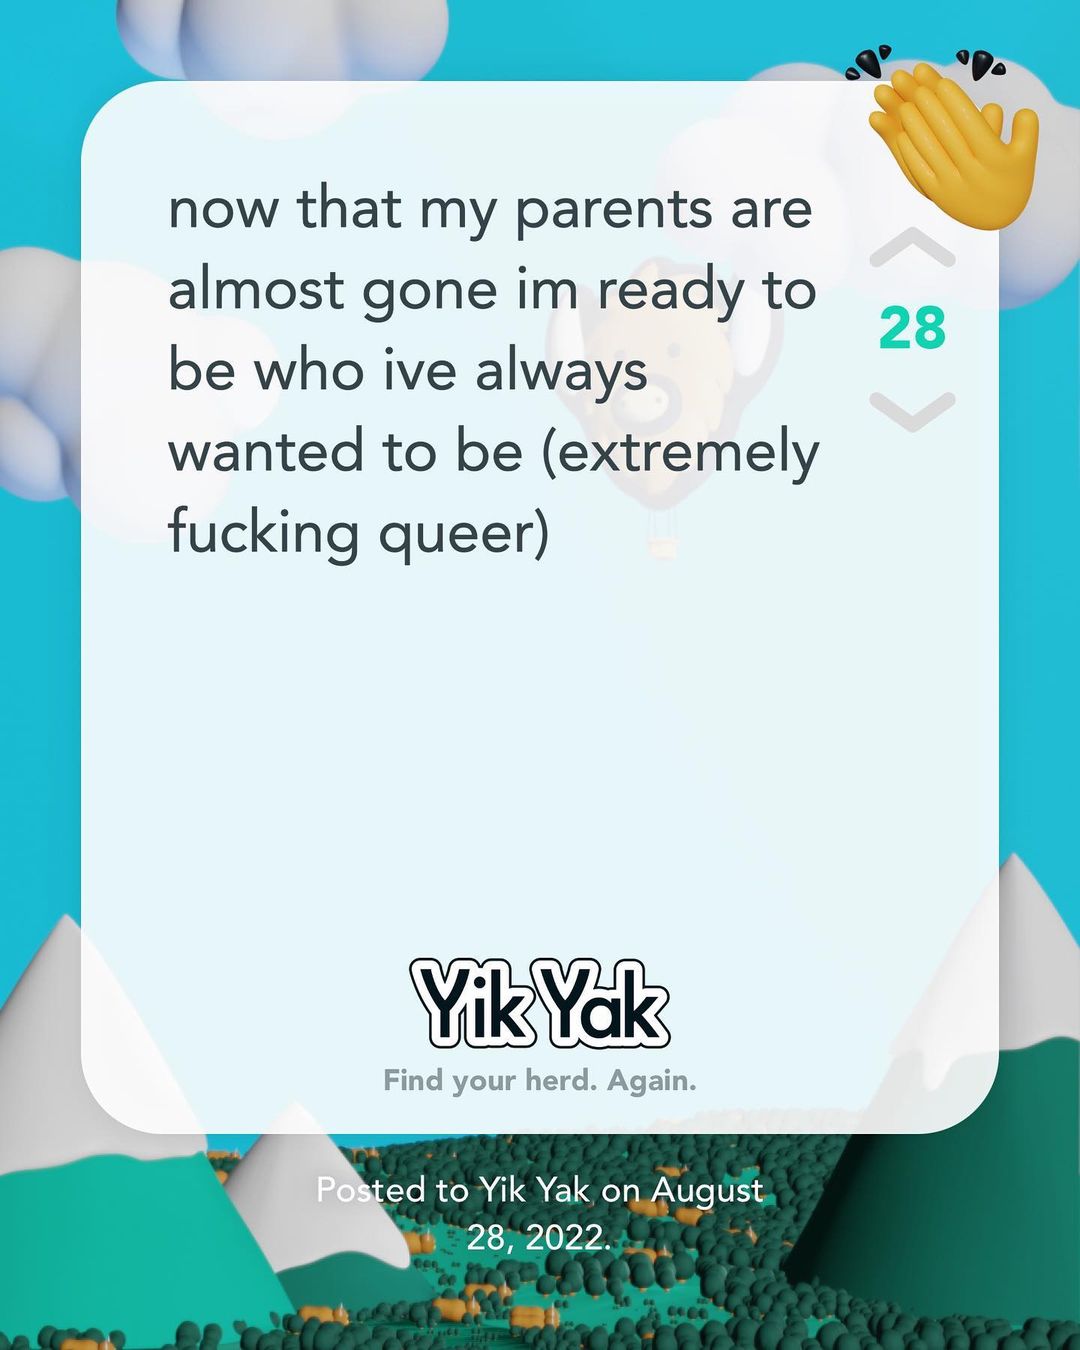 now that my parents are
almost gone im ready to
be who ive always
wanted to be (extremely
fucking queer)
28
Yik Yak
Find your herd. Again.
Posted to Yik Yak on August
28, 2022.